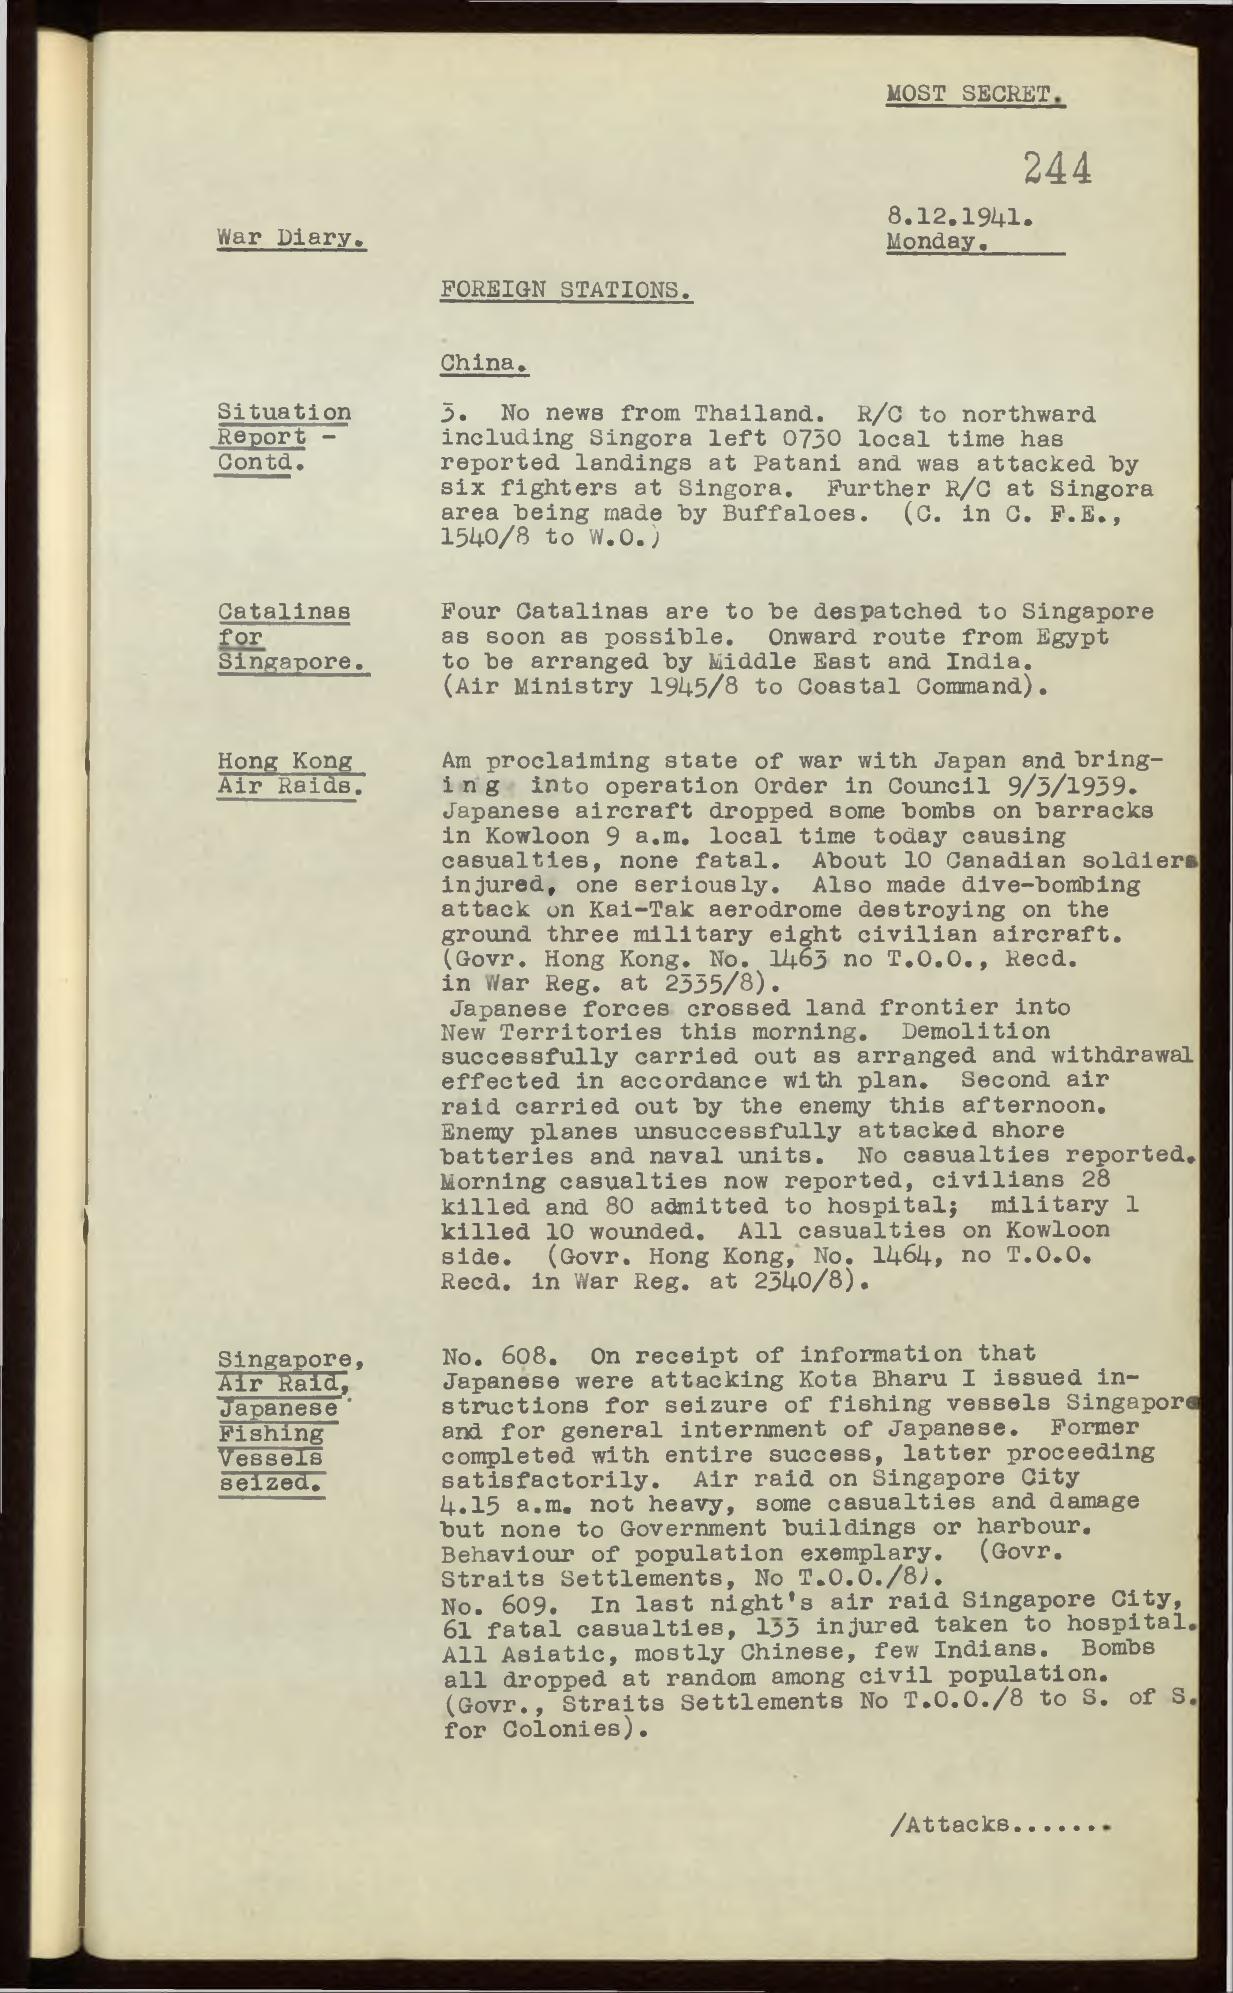 MOST SECRET.
244
8.12.1941.
War Diary.
Monday.
FOREIGN STATIONS.
China.
Situation
Report -
Contd.
3. No news from Thailand. R/C to northward
including Singora left 0730 local time has
reported landings at Patani and was attacked by
six fighters at Singora. Further R/C at Singora
area being made by Buffaloes. (C. in C. F.E.,
1540/8 to W.O.)
Catalinas
for
Singapore.
Four Catalinas are to be despatched to Singapore
as soon as possible. Onward route from Egypt
to be arranged by Middle East and India.
(Air Ministry 1945/8 to Coastal Command).
Hong Kong
Air Raids.
Am proclaiming state of war with Japan and bring-
ing into operation Order in Council 9/3/1939.
Japanese aircraft dropped some bombs on barracks
in Kowloon 9 a.m. local time today causing
casualties, none fatal. About 10 Canadian soldiers
injured, one seriously. Also made dive-bombing
attack on Kai-Tak aerodrome destroying on the
ground three military eight civilian aircraft.
(Govr. Hong Kong. No. 1463 no T.O.O., Recd.
in War Reg. at 2335/8).
Japanese forces crossed land frontier into
New Territories this morning. Demolition
successfully carried out as arranged and withdrawal
effected in accordance with plan. Second air
raid carried out by the enemy this afternoon.
Enemy planes unsuccessfully attacked shore
batteries and naval units. No casualties reported.
Morning casualties now reported, civilians 28
killed and 80 admitted to hospital; military 1
killed 10 wounded. All casualties on Kowloon
side. (Govr. Hong Kong, No. 1464, no T.O.O.
Recd. in War Reg. at 2340/8).
Singapore,
Air Raid,
Japanese
Fishing
Vessels
seized.
No. 608. On receipt of information that
Japanese were attacking Kota Bharu I issued in-
structions for seizure of fishing vessels Singapore
and for general internment of Japanese. Former
completed with entire success, latter proceeding
satisfactorily. Air raid on Singapore City
4.15 a.m. not heavy, some casualties and damage
but none to Government buildings or harbour.
Behaviour of population exemplary. (Govr.
Straits Settlements, No T.O.O./8).
No. 609. In last night's air raid Singapore City,
61 fatal casualties, 133 injured taken to hospital.
All Asiatic, mostly Chinese, few Indians. Bombs
all dropped at random among civil population.
(Govr., Straits Settlements No T.O.O./8 to S. of S.
for Colonies).
/Attacks.......